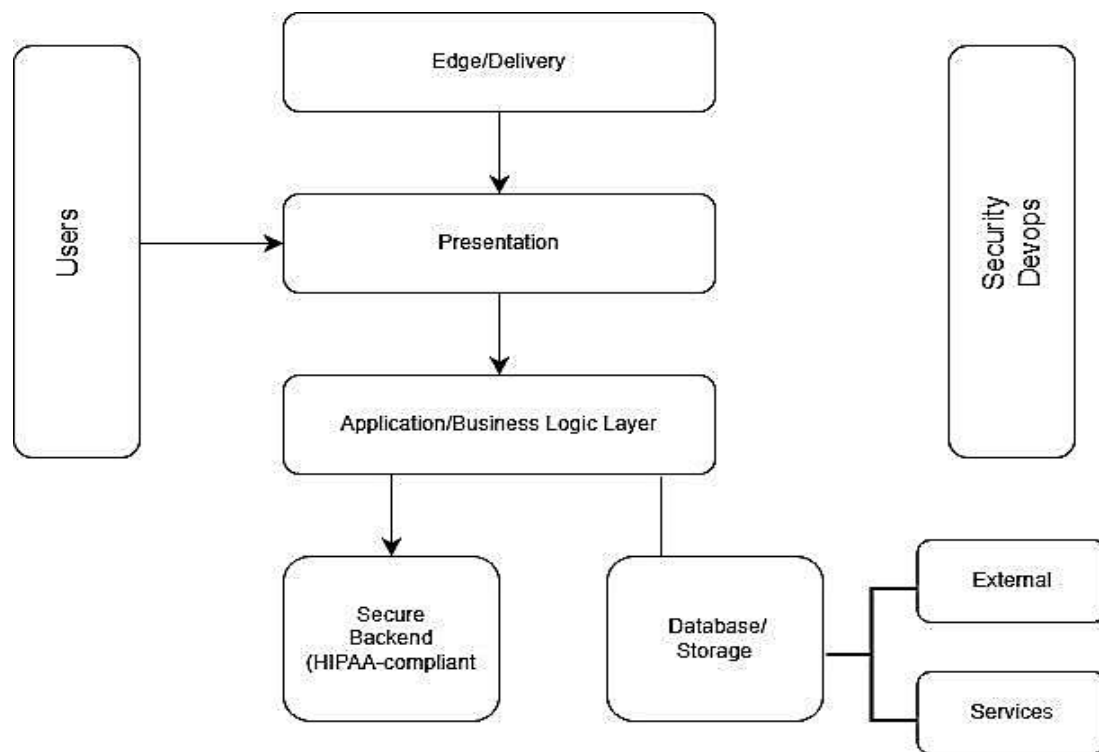 Edge/Delivery
Users
Presentation
Security
Devops
Application/Business Logic Layer
Secure
Backend
(HIPAA-compliant
Database/
Storage
External
Services